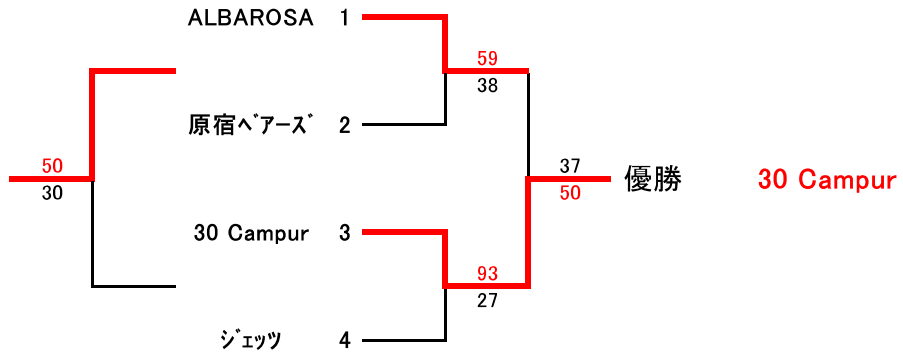 ALBAROSA 1
59
38
原宿ﾍﾞｱｰｽﾞ 2
50
30
37
50
優勝 30 Campur
30 Campur 3
93
27
ｼﾞｪｯﾂ 4